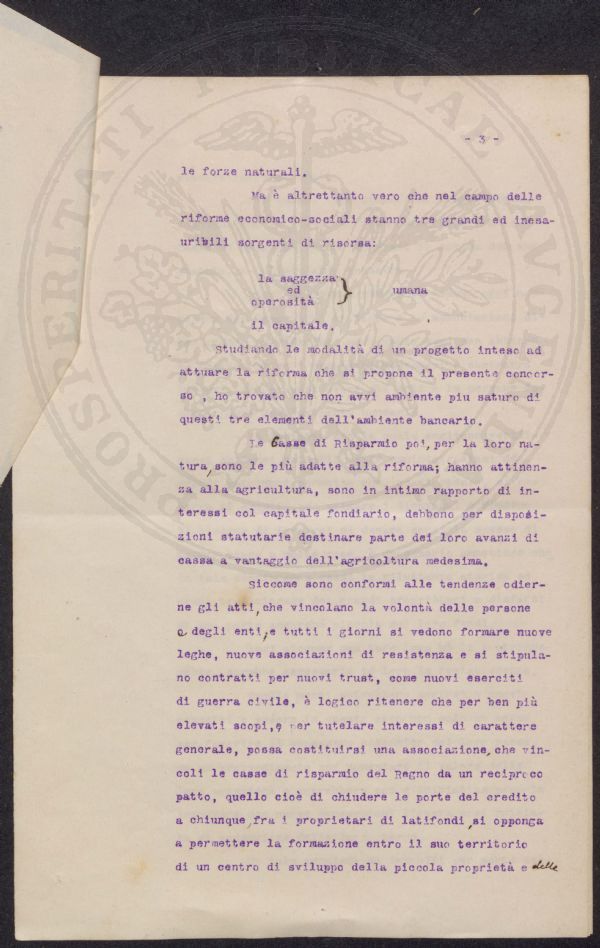 - 3 -
le forze naturali.
Ma è altrettanto vero che nel campo delle
riforme economico-sociali stanno tre grandi ed inesa-
uribili sorgenti di risorsa:
la saggezza
ed } umana
operosità
il capitale.
Studiando le modalità di un progetto inteso ad
attuare la riforma che si propone il presente concor-
so , ho trovato che non avvi ambiente piu saturo di
questi tre elementi dell'ambiente bancario.
Le Casse di Risparmio poi, per la loro na-
tura, sono le più adatte alla riforma; hanno attinen-
za alla agricultura, sono in intimo rapporto di in-
teressi col capitale fondiario, debbono per disposi-
zioni statutarie destinare parte dei loro avanzi di
cassa a vantaggio dell'agricoltura medesima.
Siccome sono conformi alle tendenze odier-
ne gli atti, che vincolano la volontà delle persone
e degli enti, e tutti i giorni si vedono formare nuove
leghe, nuove associazioni di resistenza e si stipula-
no contratti per nuovi trust, come nuovi eserciti
di guerra civile, è logico ritenere che per ben più
elevati scopi, e per tutelare interessi di carattere
generale, possa costituirsi una associazione, che vin-
coli le casse di risparmio del Regno da un reciproco
patto, quello cioè di chiudere le porte del credito
a chiunque, fra i proprietari di latifondi, si opponga
a permettere la formazione entro il suo territorio
di un centro di sviluppo della piccola proprietà e delle
PROSPERITATI PUBLICAE AUGENDAE